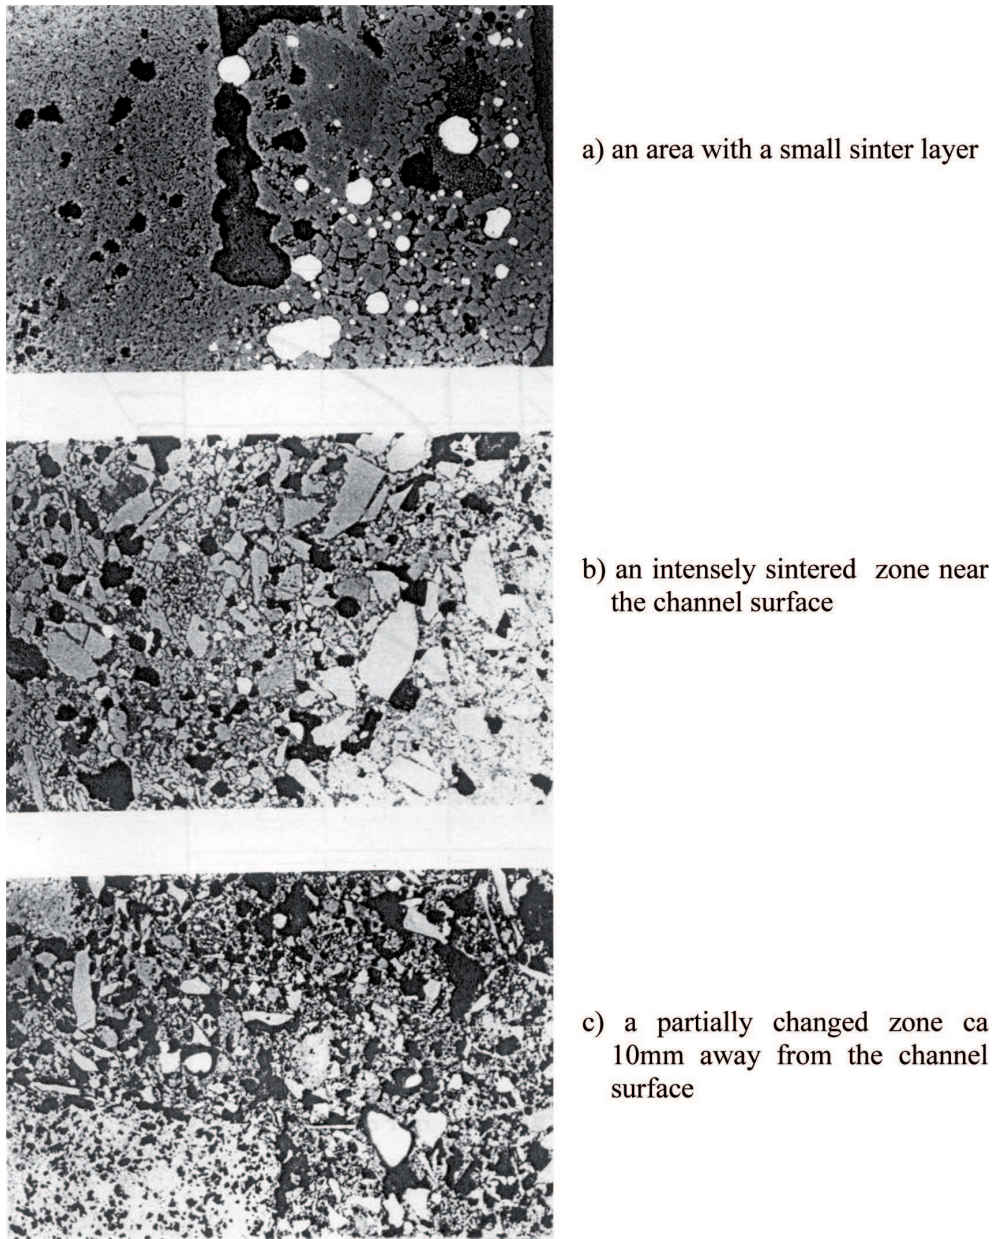 a) an area with a small sinter layer
b) an intensely sintered zone near
the channel surface
c) a partially changed zone ca
10mm away from the channel
surface